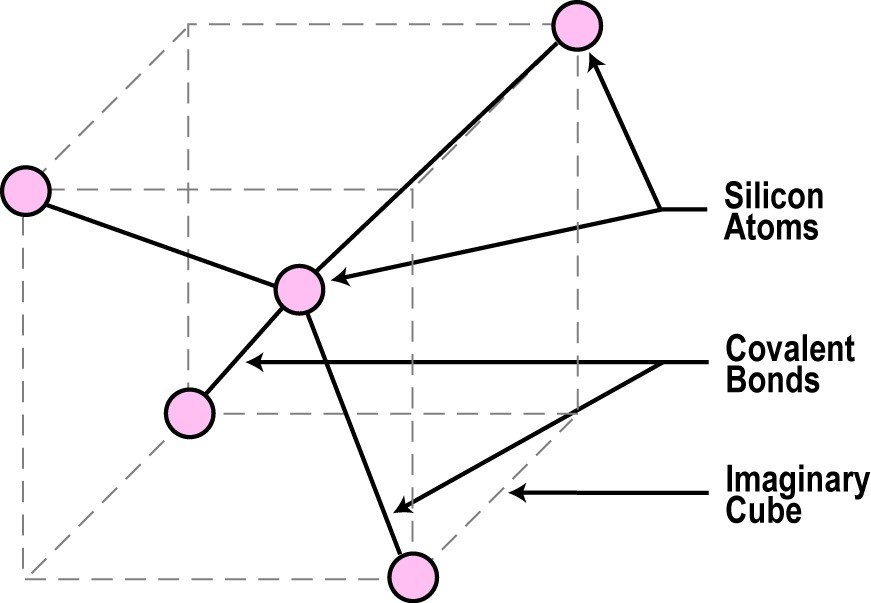 Silicon
Atoms
Covalent
Bonds
Imaginary
Cube